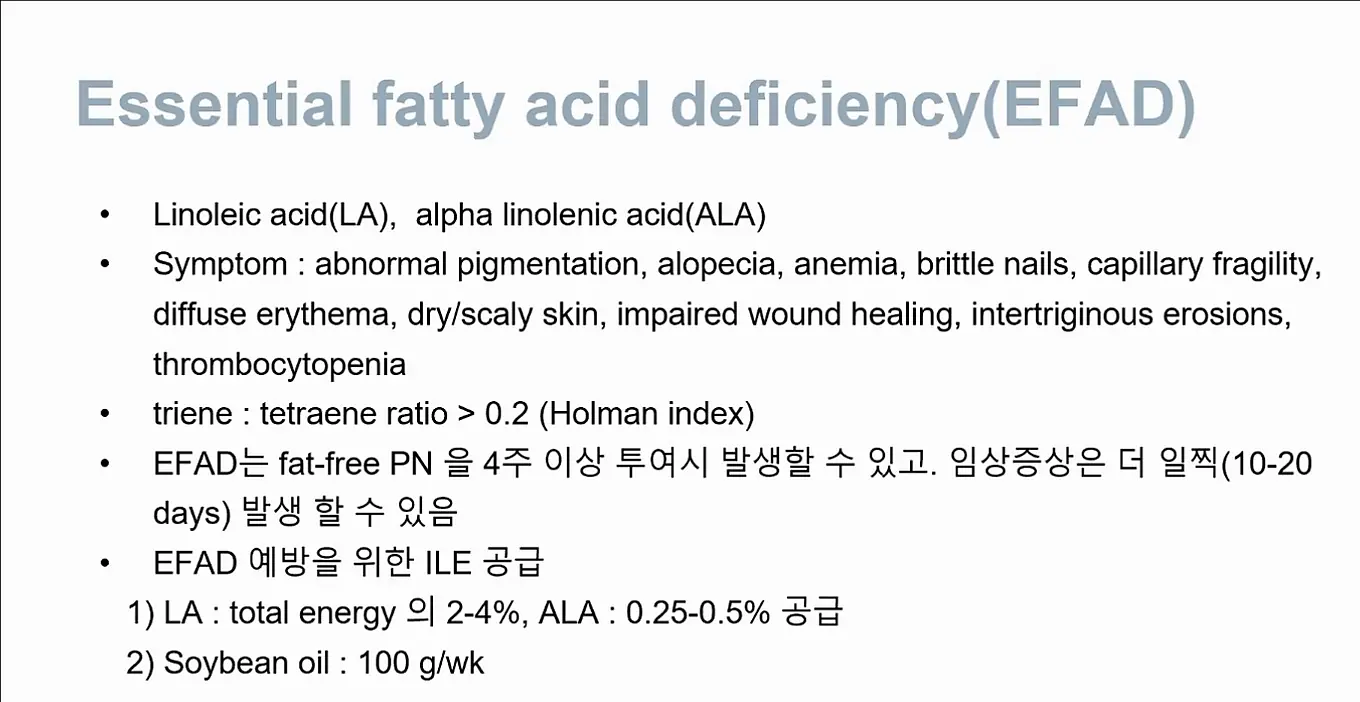 Essential fatty acid deficiency(EFAD)
• Linoleic acid(LA), alpha linolenic acid(ALA)
• Symptom : abnormal pigmentation, alopecia, anemia, brittle nails, capillary fragility,
diffuse erythema, dry/scaly skin, impaired wound healing, intertriginous erosions,
thrombocytopenia
• triene : tetraene ratio > 0.2 (Holman index)
• EFAD는 fat-free PN 을 4주 이상 투여시 발생할 수 있고. 임상증상은 더 일찍(10-20
days) 발생 할 수 있음
• EFAD 예방을 위한 ILE 공급
1) LA : total energy 의 2-4%, ALA : 0.25-0.5% 공급
2) Soybean oil : 100 g/wk